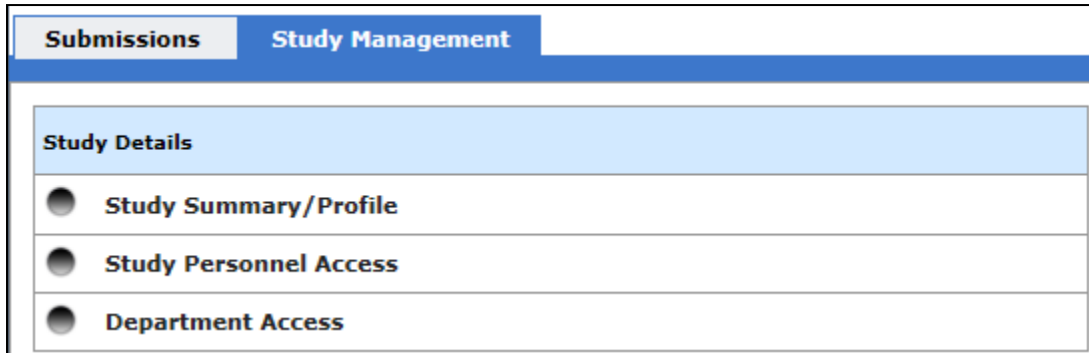 Submissions Study Management
Study Details
Study Summary/Profile
Study Personnel Access
Department Access